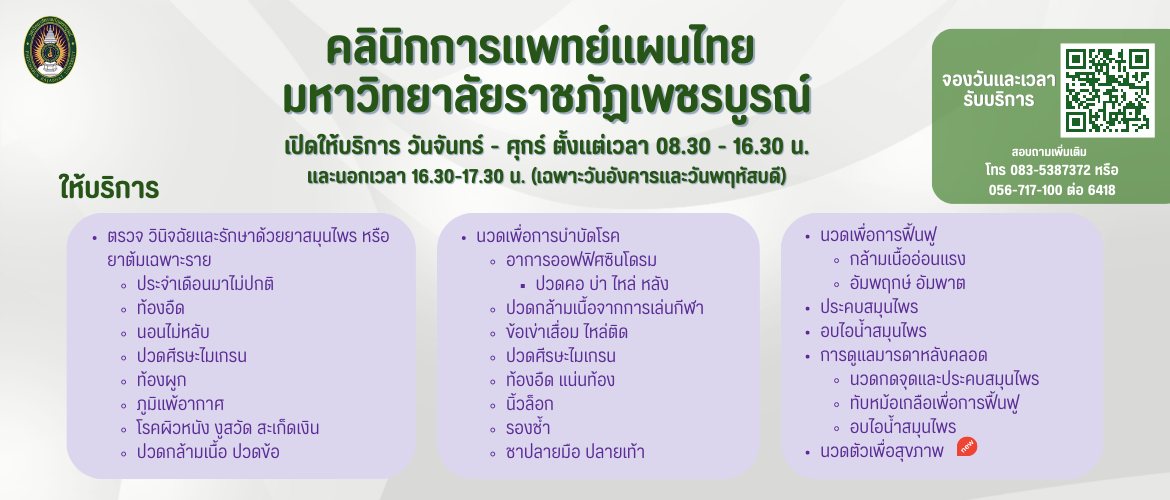 คลินิกการแพทย์แผนไทย
มหาวิทยาลัยราชภัฏเพชรบูรณ์
เปิดให้บริการ วันจันทร์ - ศุกร์ ตั้งแต่เวลา 08.30 - 16.30 น.
และนอกเวลา 16.30-17.30 น. (เฉพาะวันอังคารและวันพฤหัสบดี)
จองวันและเวลา
รับบริการ
สอบถามเพิ่มเติม
โทร 083-5387372 หรือ
056-717-100 ต่อ 6418
ให้บริการ
• ตรวจ วินิจฉัยและรักษาด้วยยาสมุนไพร หรือ
ยาต้มเฉพาะราย
◦ ประจำเดือนมาไม่ปกติ
◦ ท้องอืด
◦ นอนไม่หลับ
◦ ปวดศีรษะไมเกรน
◦ ท้องผูก
◦ ภูมิแพ้อากาศ
◦ โรคผิวหนัง งูสวัด สะเก็ดเงิน
◦ ปวดกล้ามเนื้อ ปวดข้อ
• นวดเพื่อการบำบัดโรค
◦ อาการออฟฟิศซินโดรม
▪ ปวดคอ บ่า ไหล่ หลัง
◦ ปวดกล้ามเนื้อจากการเล่นกีฬา
◦ ข้อเข่าเสื่อม ไหล่ติด
◦ ปวดศีรษะไมเกรน
◦ ท้องอืด แน่นท้อง
◦ นิ้วล็อก
◦ รองช้ำ
◦ ชาปลายมือ ปลายเท้า
• นวดเพื่อการฟื้นฟู
◦ กล้ามเนื้ออ่อนแรง
◦ อัมพฤกษ์ อัมพาต
• ประคบสมุนไพร
• อบไอน้ำสมุนไพร
• การดูแลมารดาหลังคลอด
◦ นวดกดจุดและประคบสมุนไพร
◦ ทับหม้อเกลือเพื่อการฟื้นฟู
◦ อบไอน้ำสมุนไพร
• นวดตัวเพื่อสุขภาพ new